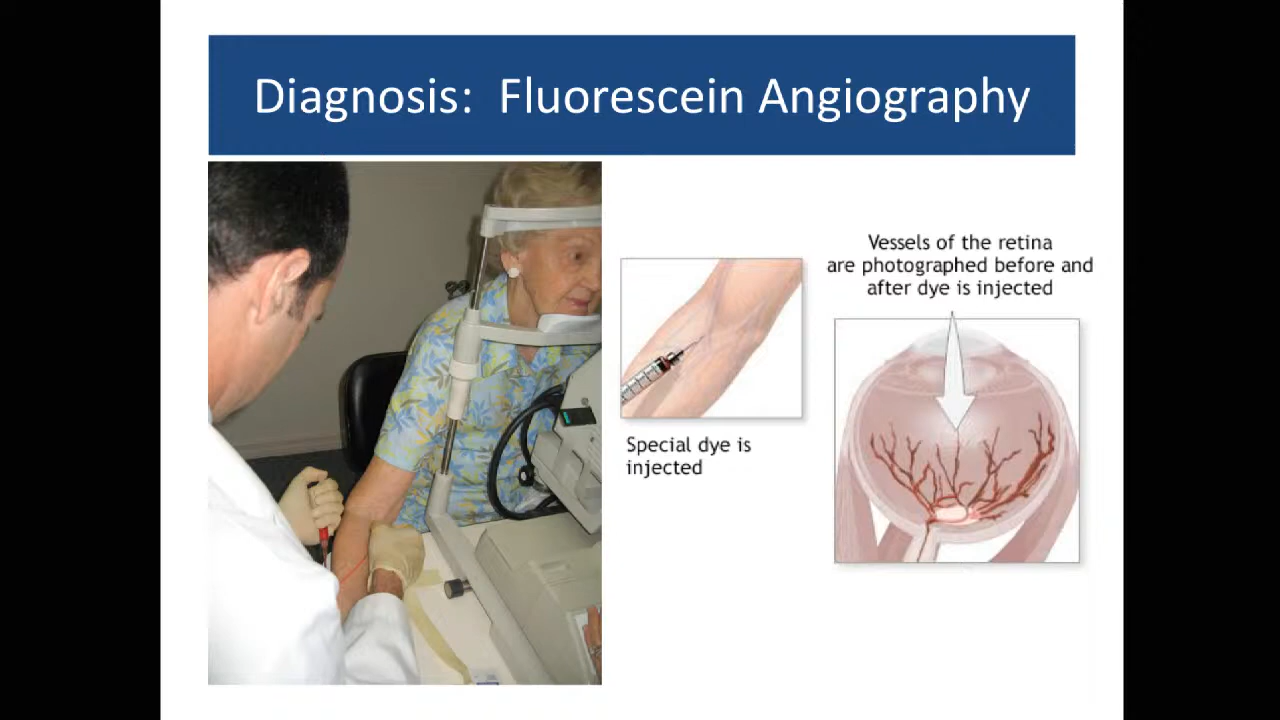 Diagnosis:  Fluorescein Angiography
Vessels of the retina
are photographed before and
after dye is injected
Special dye is
injected